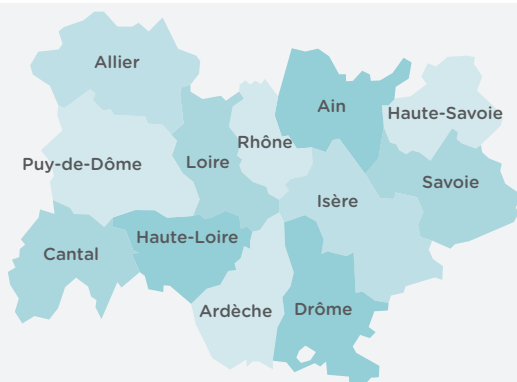 Allier
Ain
Haute-Savoie
Rhône
Puy-de-Dôme
Loire
Savoie
Isère
Haute-Loire
Cantal
Ardèche
Drôme